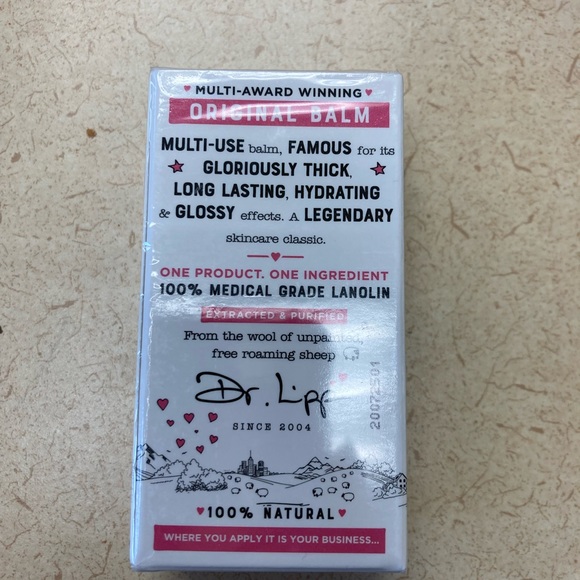 MULTI-AWARD WINNING
ORIGINAL BALM
MULTI-USE balm, FAMOUS for its
GLORIOUSLY THICK,
LONG LASTING, HYDRATING
& GLOSSY effects. A LEGENDARY
skincare classic.
ONE PRODUCT. ONE INGREDIENT
100% MEDICAL GRADE LANOLIN
EXTRACTED & PURIFIED
From the wool of unpainted,
free roaming sheep
Dr. Lipp
SINCE 2004
20072501
100% NATURAL
WHERE YOU APPLY IT IS YOUR BUSINESS...